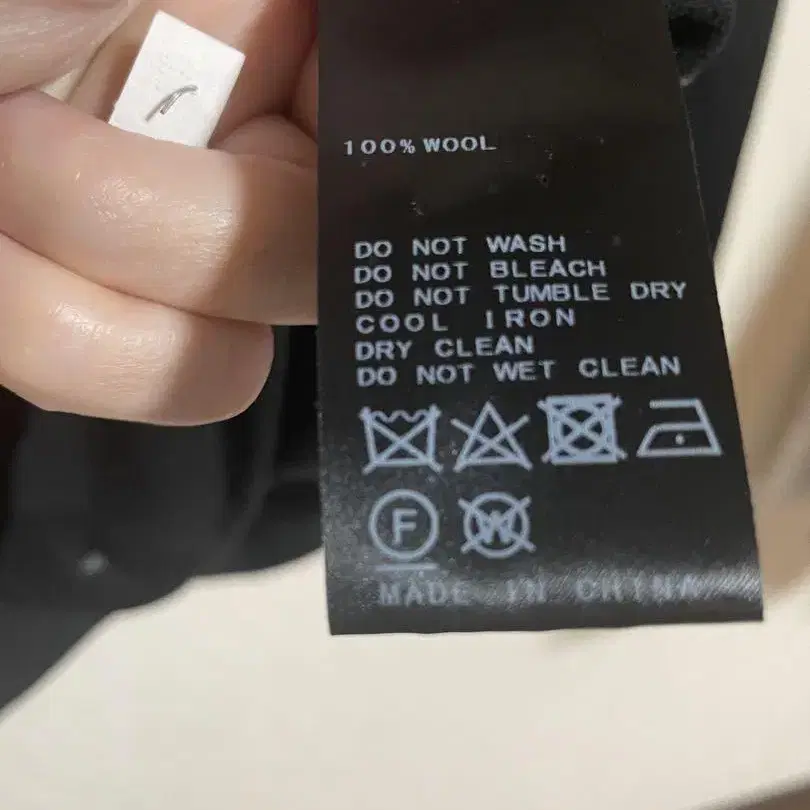 100% WOOL
DO NOT WASH
DO NOT BLEACH
DO NOT TUMBLE DRY
COOL IRON
DRY CLEAN
DO NOT WET CLEAN
F W
MADE IN CHINA